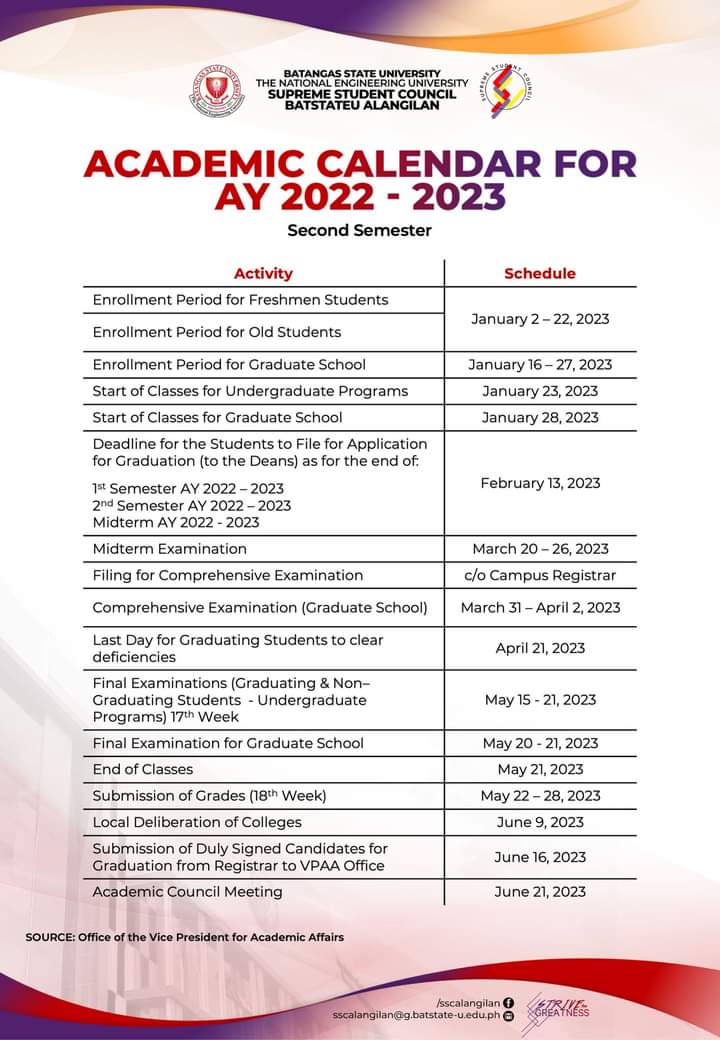 BATANGAS STATE UNIVERSITY
THE NATIONAL ENGINEERING UNIVERSITY
SUPREME STUDENT COUNCIL
BATSTATEU ALANGILAN
SUPREME STUDENT COUNCIL
ACADEMIC CALENDAR FOR
AY 2022 - 2023
Second Semester
Activity Schedule
Enrollment Period for Freshmen Students
January 2 – 22, 2023
Enrollment Period for Old Students
Enrollment Period for Graduate School January 16 – 27, 2023
Start of Classes for Undergraduate Programs January 23, 2023
Start of Classes for Graduate School January 28, 2023
Deadline for the Students to File for Application
for Graduation (to the Deans) as for the end of:
1st Semester AY 2022 – 2023
2nd Semester AY 2022 – 2023
Midterm AY 2022 - 2023
February 13, 2023
Midterm Examination March 20 – 26, 2023
Filing for Comprehensive Examination c/o Campus Registrar
Comprehensive Examination (Graduate School) March 31 – April 2, 2023
Last Day for Graduating Students to clear
deficiencies
April 21, 2023
Final Examinations (Graduating & Non–
Graduating Students - Undergraduate
Programs) 17th Week
May 15 - 21, 2023
Final Examination for Graduate School May 20 - 21, 2023
End of Classes May 21, 2023
Submission of Grades (18th Week) May 22 – 28, 2023
Local Deliberation of Colleges June 9, 2023
Submission of Duly Signed Candidates for
Graduation from Registrar to VPAA Office
June 16, 2023
Academic Council Meeting June 21, 2023
SOURCE: Office of the Vice President for Academic Affairs
/sscalangilan
sscalangilan@g.batstate-u.edu.ph
GREATNESS